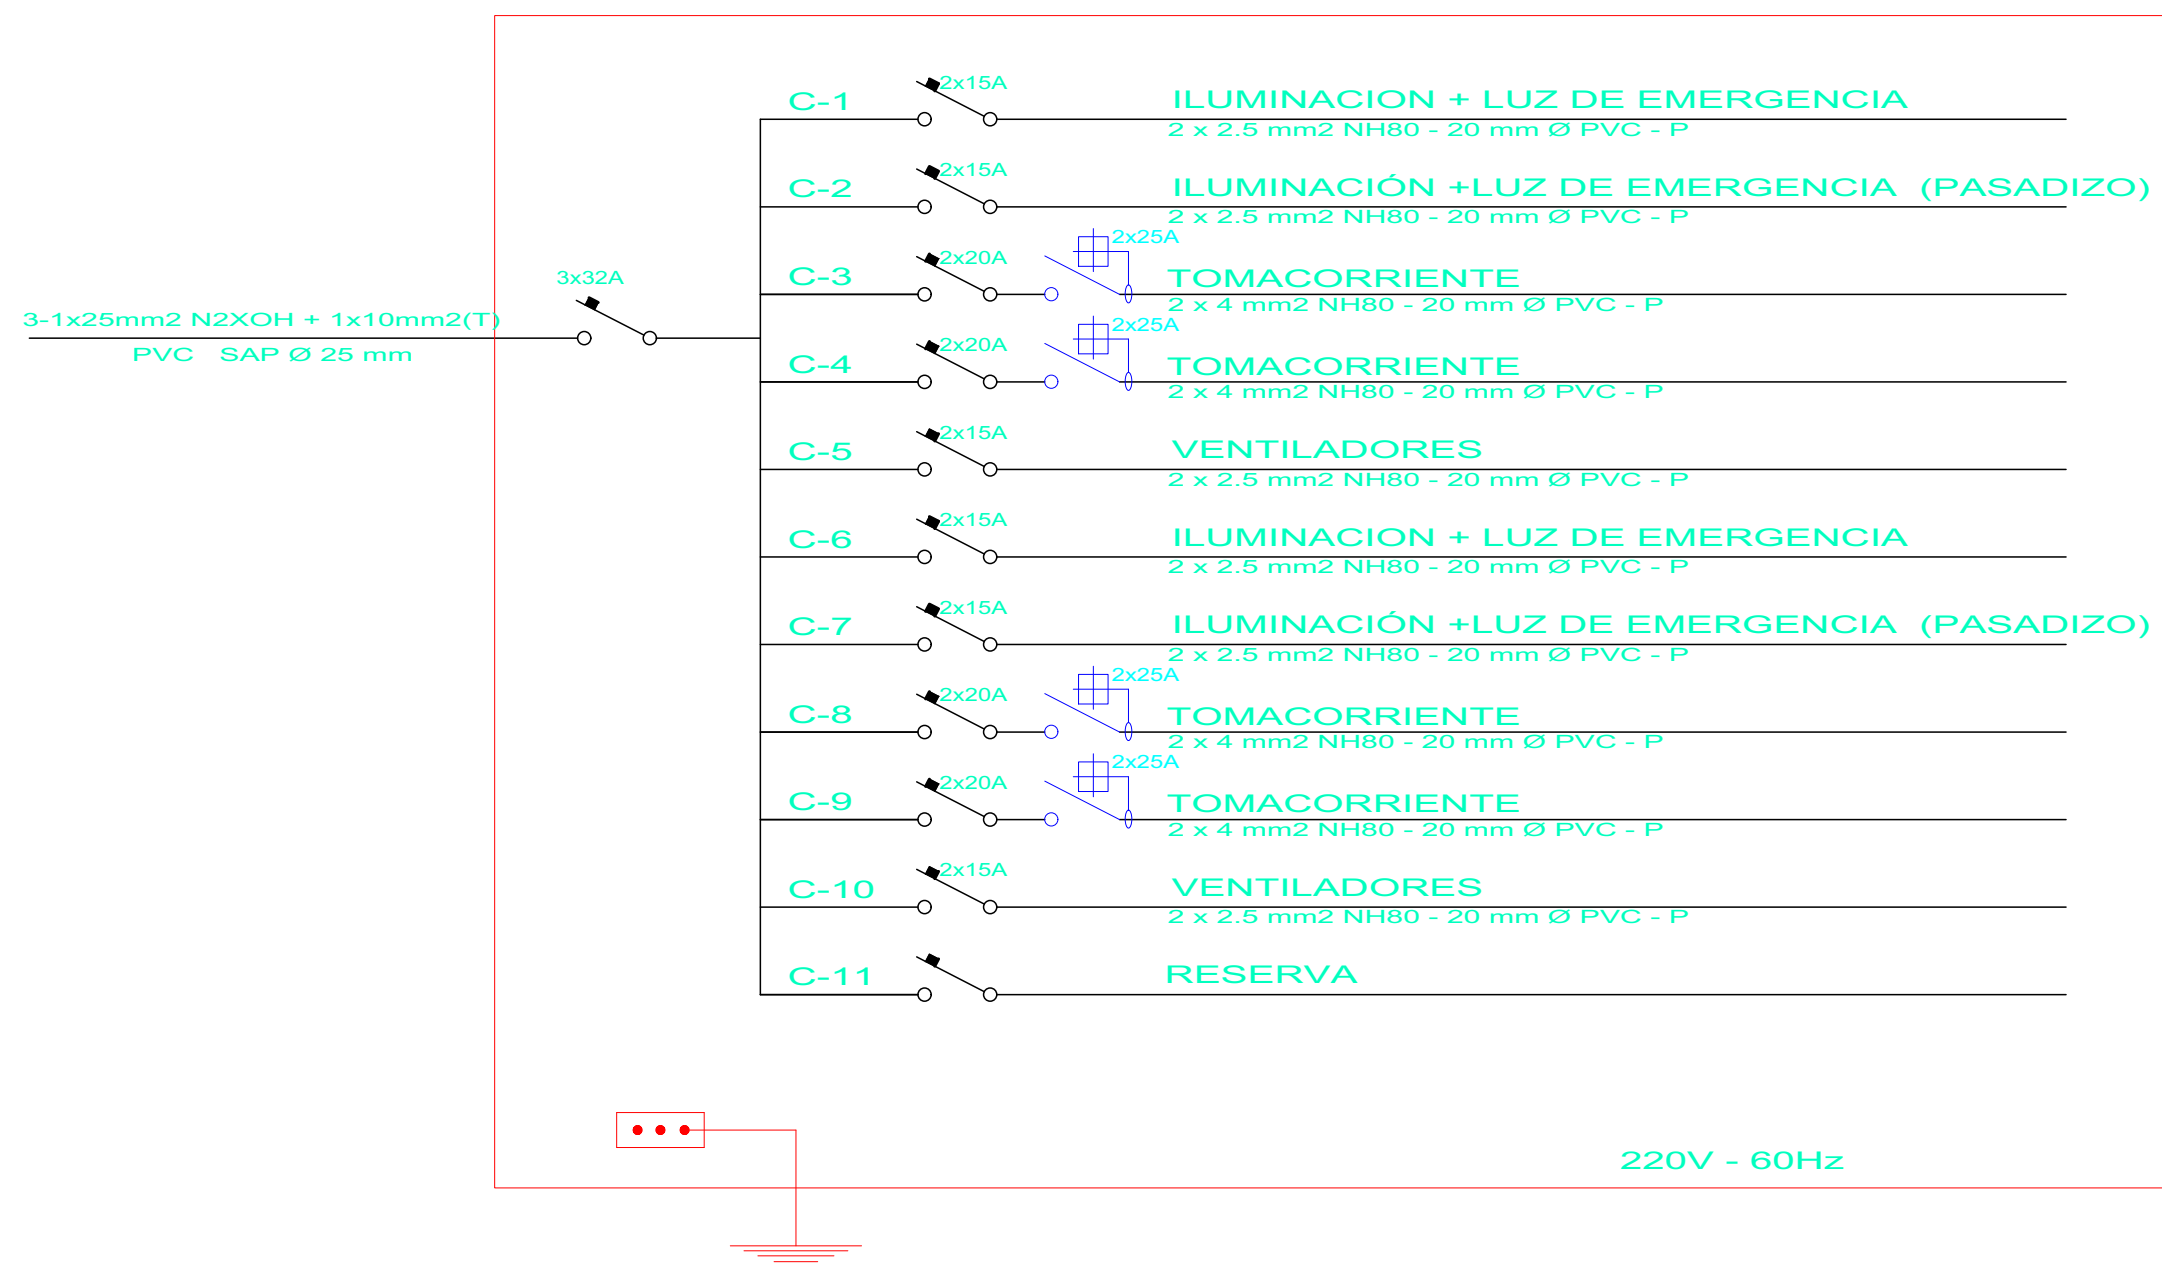 3-1x25mm2 N2XOH + 1x10mm2(T)
PVC SAP Ø 25 mm
3x32A
C-1
2x15A
ILUMINACION + LUZ DE EMERGENCIA
2 x 2.5 mm2 NH80 - 20 mm Ø PVC - P
C-2
2x15A
ILUMINACIÓN +LUZ DE EMERGENCIA (PASADIZO)
2 x 2.5 mm2 NH80 - 20 mm Ø PVC - P
C-3
2x20A
2x25A
TOMACORRIENTE
2 x 4 mm2 NH80 - 20 mm Ø PVC - P
C-4
2x20A
2x25A
TOMACORRIENTE
2 x 4 mm2 NH80 - 20 mm Ø PVC - P
C-5
2x15A
VENTILADORES
2 x 2.5 mm2 NH80 - 20 mm Ø PVC - P
C-6
2x15A
ILUMINACION + LUZ DE EMERGENCIA
2 x 2.5 mm2 NH80 - 20 mm Ø PVC - P
C-7
2x15A
ILUMINACIÓN +LUZ DE EMERGENCIA (PASADIZO)
2 x 2.5 mm2 NH80 - 20 mm Ø PVC - P
C-8
2x20A
2x25A
TOMACORRIENTE
2 x 4 mm2 NH80 - 20 mm Ø PVC - P
C-9
2x20A
2x25A
TOMACORRIENTE
2 x 4 mm2 NH80 - 20 mm Ø PVC - P
C-10
2x15A
VENTILADORES
2 x 2.5 mm2 NH80 - 20 mm Ø PVC - P
C-11
RESERVA
220V - 60Hz